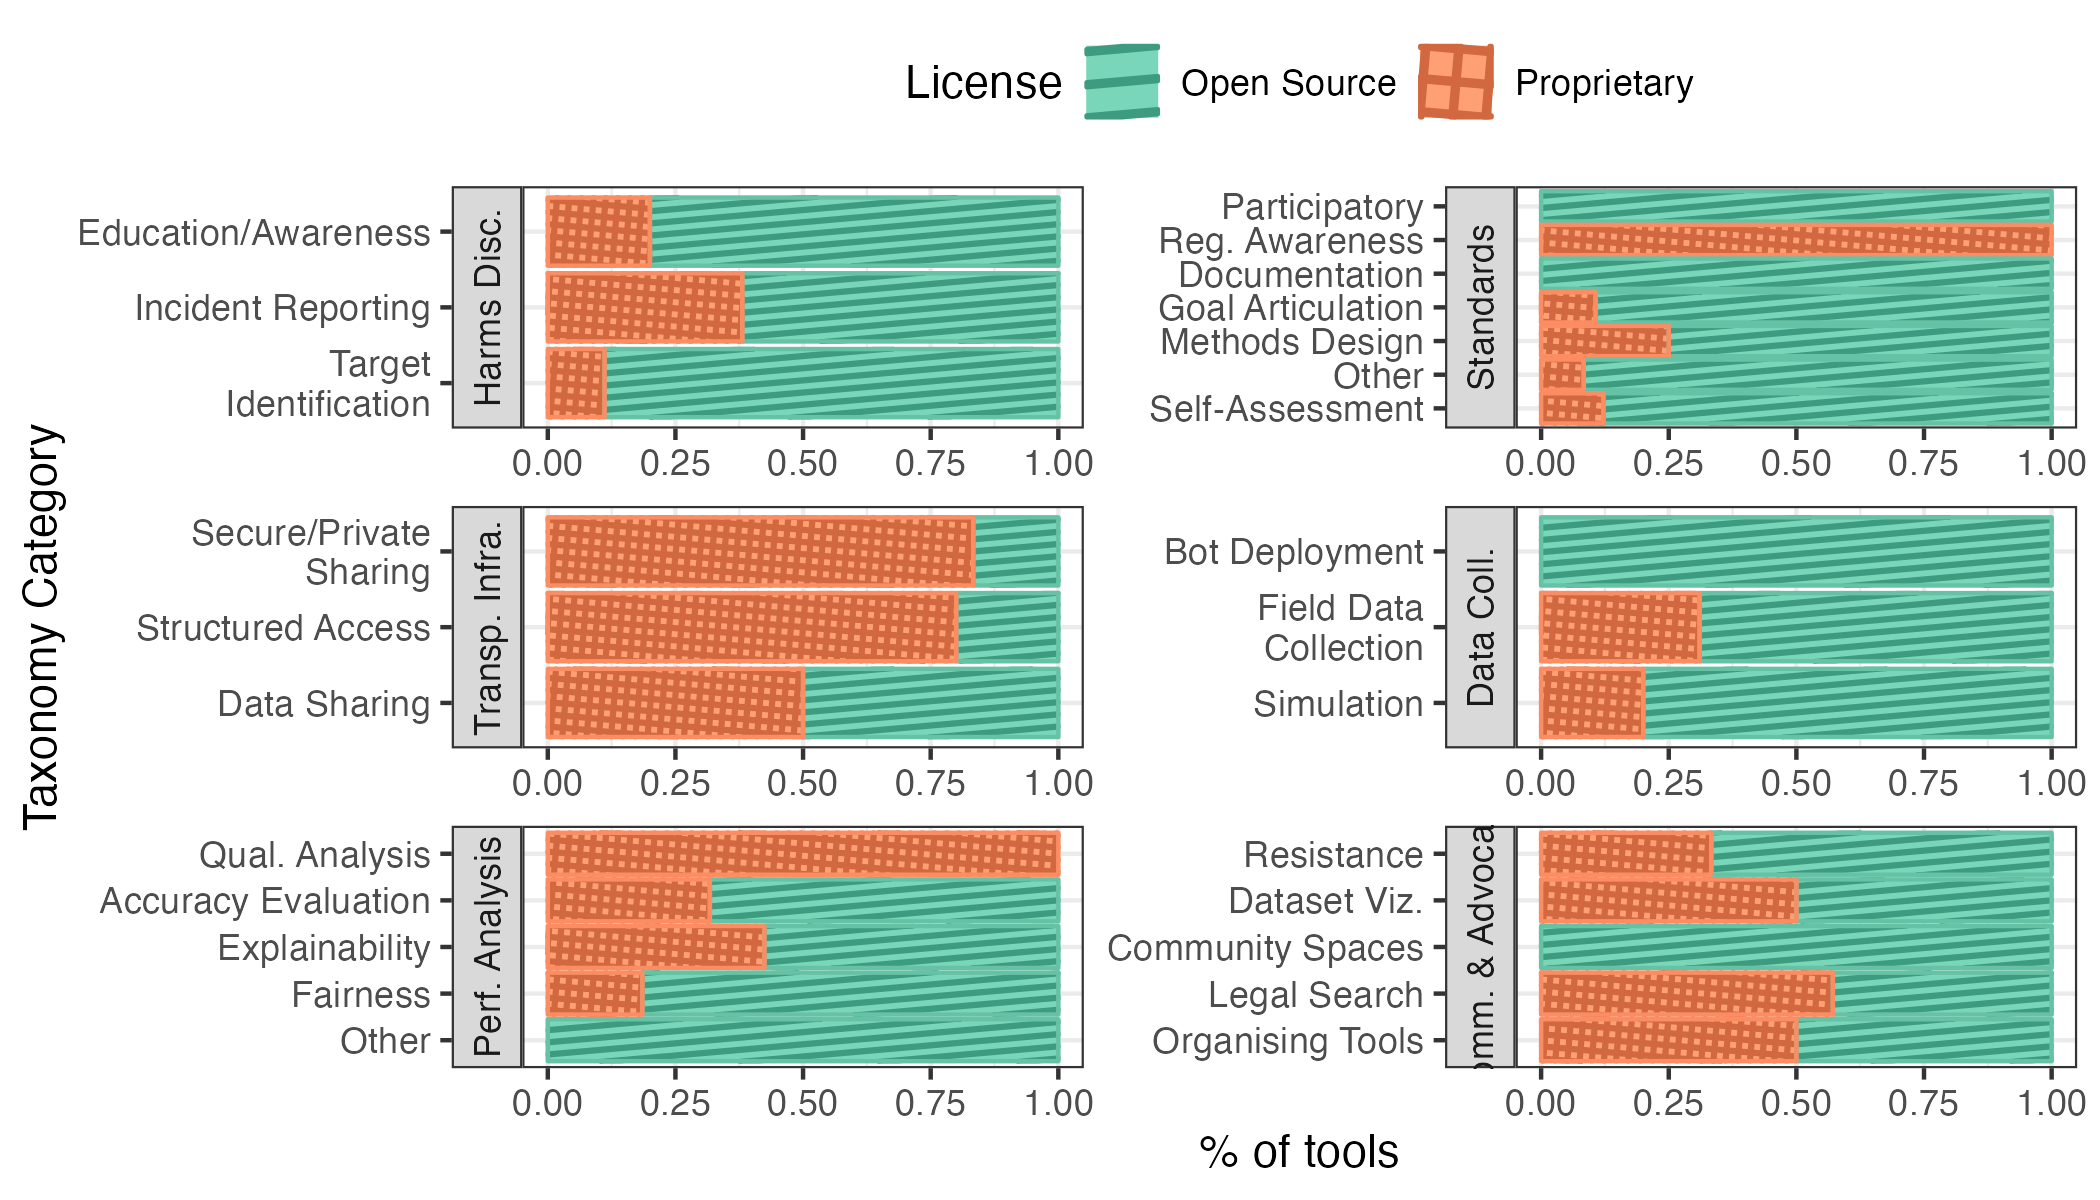 License Open Source Proprietary
Taxonomy Category
Harms Disc.
Education/Awareness
Incident Reporting
Target
Identification
0.00 0.25 0.50 0.75 1.00
Standards
Participatory
Reg. Awareness
Documentation
Goal Articulation
Methods Design
Other
Self-Assessment
0.00 0.25 0.50 0.75 1.00
Transp. Infra.
Secure/Private
Sharing
Structured Access
Data Sharing
0.00 0.25 0.50 0.75 1.00
Data Coll.
Bot Deployment
Field Data
Collection
Simulation
0.00 0.25 0.50 0.75 1.00
Perf. Analysis
Qual. Analysis
Accuracy Evaluation
Explainability
Fairness
Other
0.00 0.25 0.50 0.75 1.00
omm. & Advoca
Resistance
Dataset Viz.
Community Spaces
Legal Search
Organising Tools
0.00 0.25 0.50 0.75 1.00
% of tools